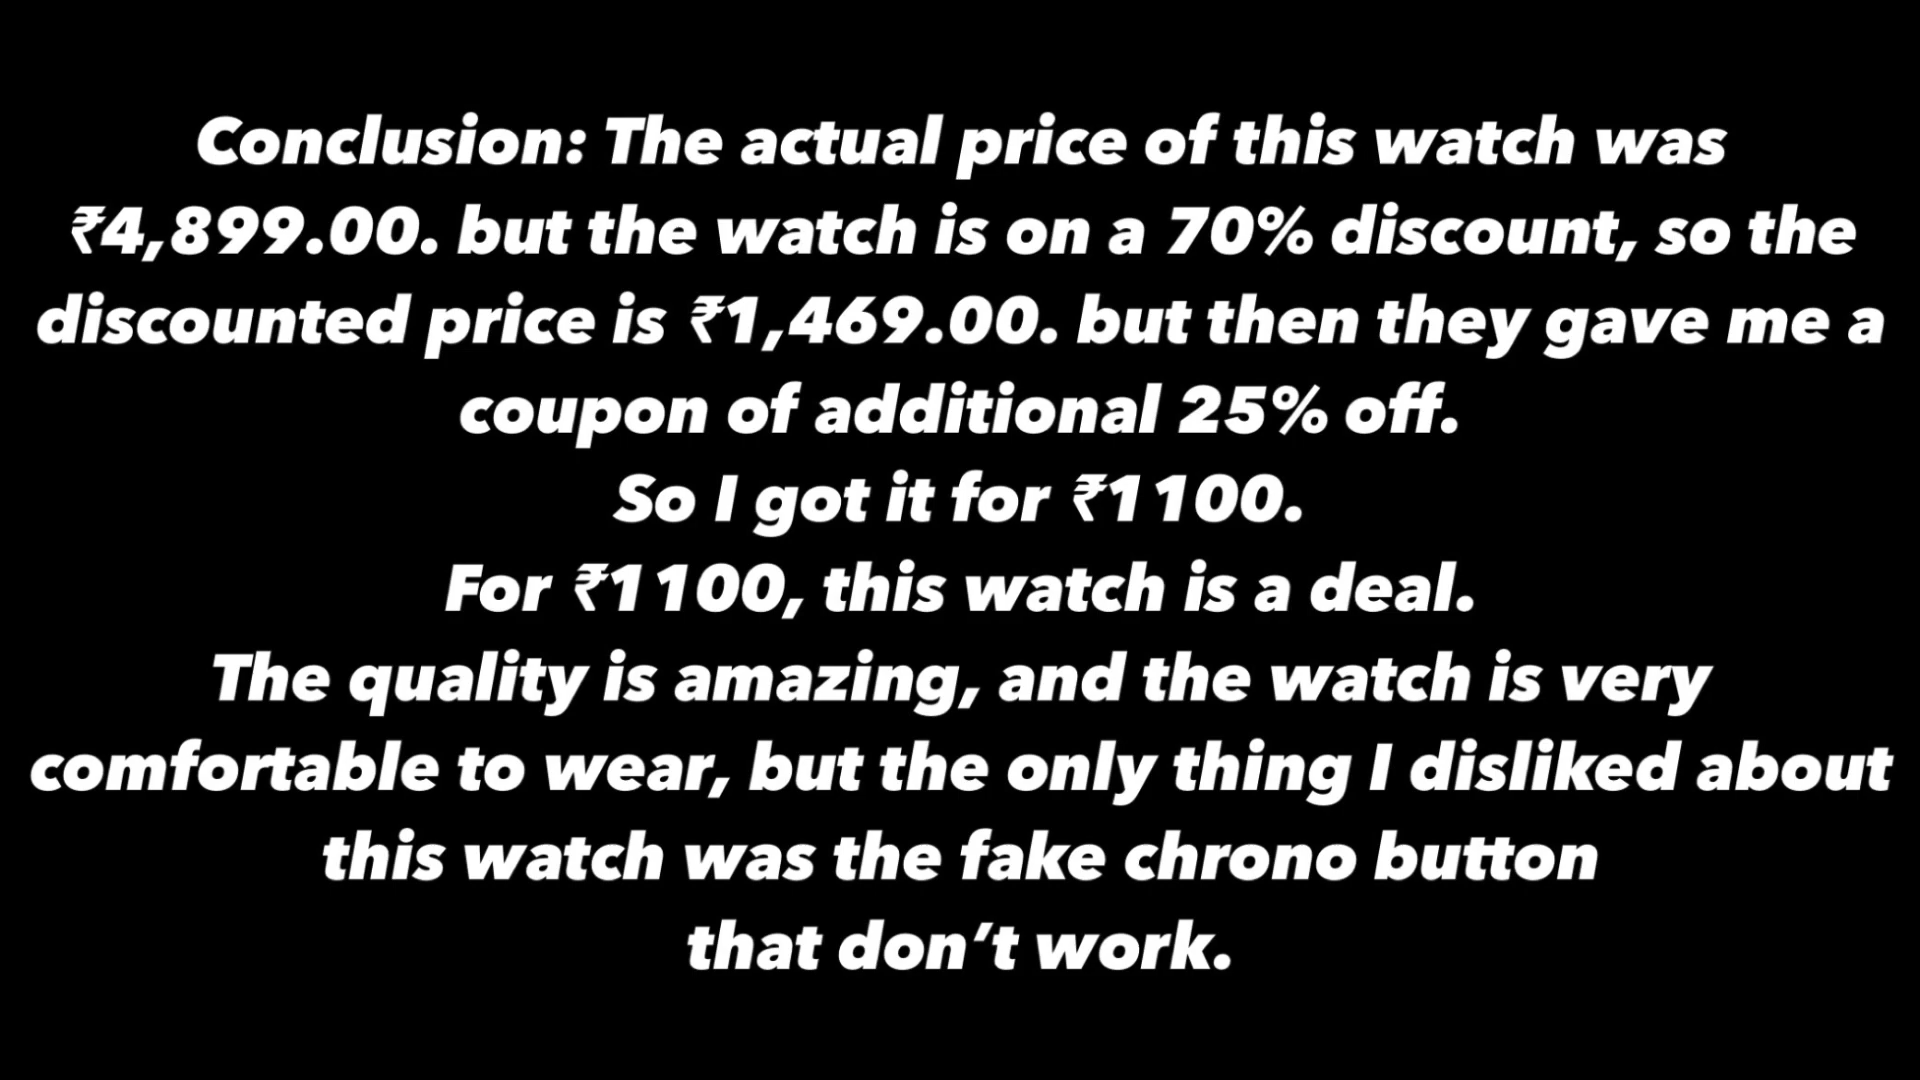 Conclusion: The actual price of this watch was
₹4,899.00. but the watch is on a 70% discount, so the
discounted price is ₹1,469.00. but then they gave me a
coupon of additional 25% off.
So I got it for ₹1100.
For ₹1100, this watch is a deal.
The quality is amazing, and the watch is very
comfortable to wear, but the only thing I disliked about
this watch was the fake chrono button
that don’t work.